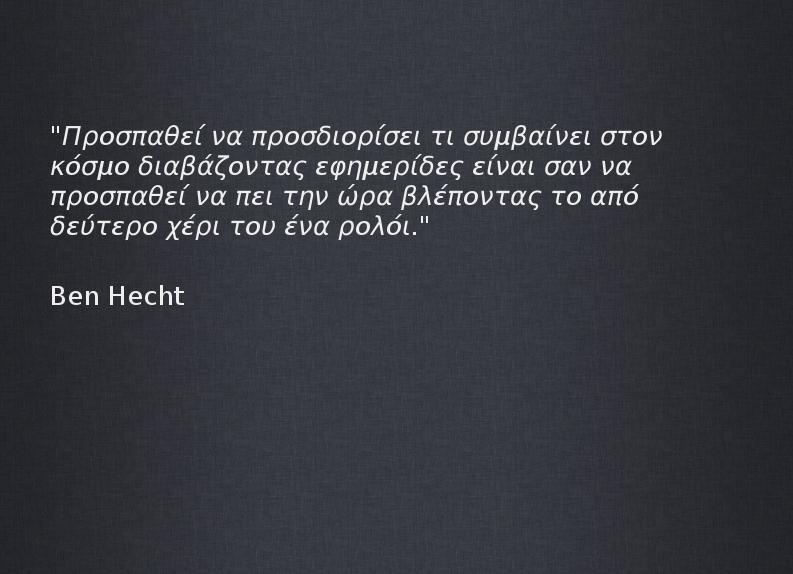 "Προσπαθεί να προσδιορίσει τι συμβαίνει στον
κόσμο διαβάζοντας εφημερίδες είναι σαν να
προσπαθεί να πει την ώρα βλέποντας το από
δεύτερο χέρι του ένα ρολόι."
Ben Hecht